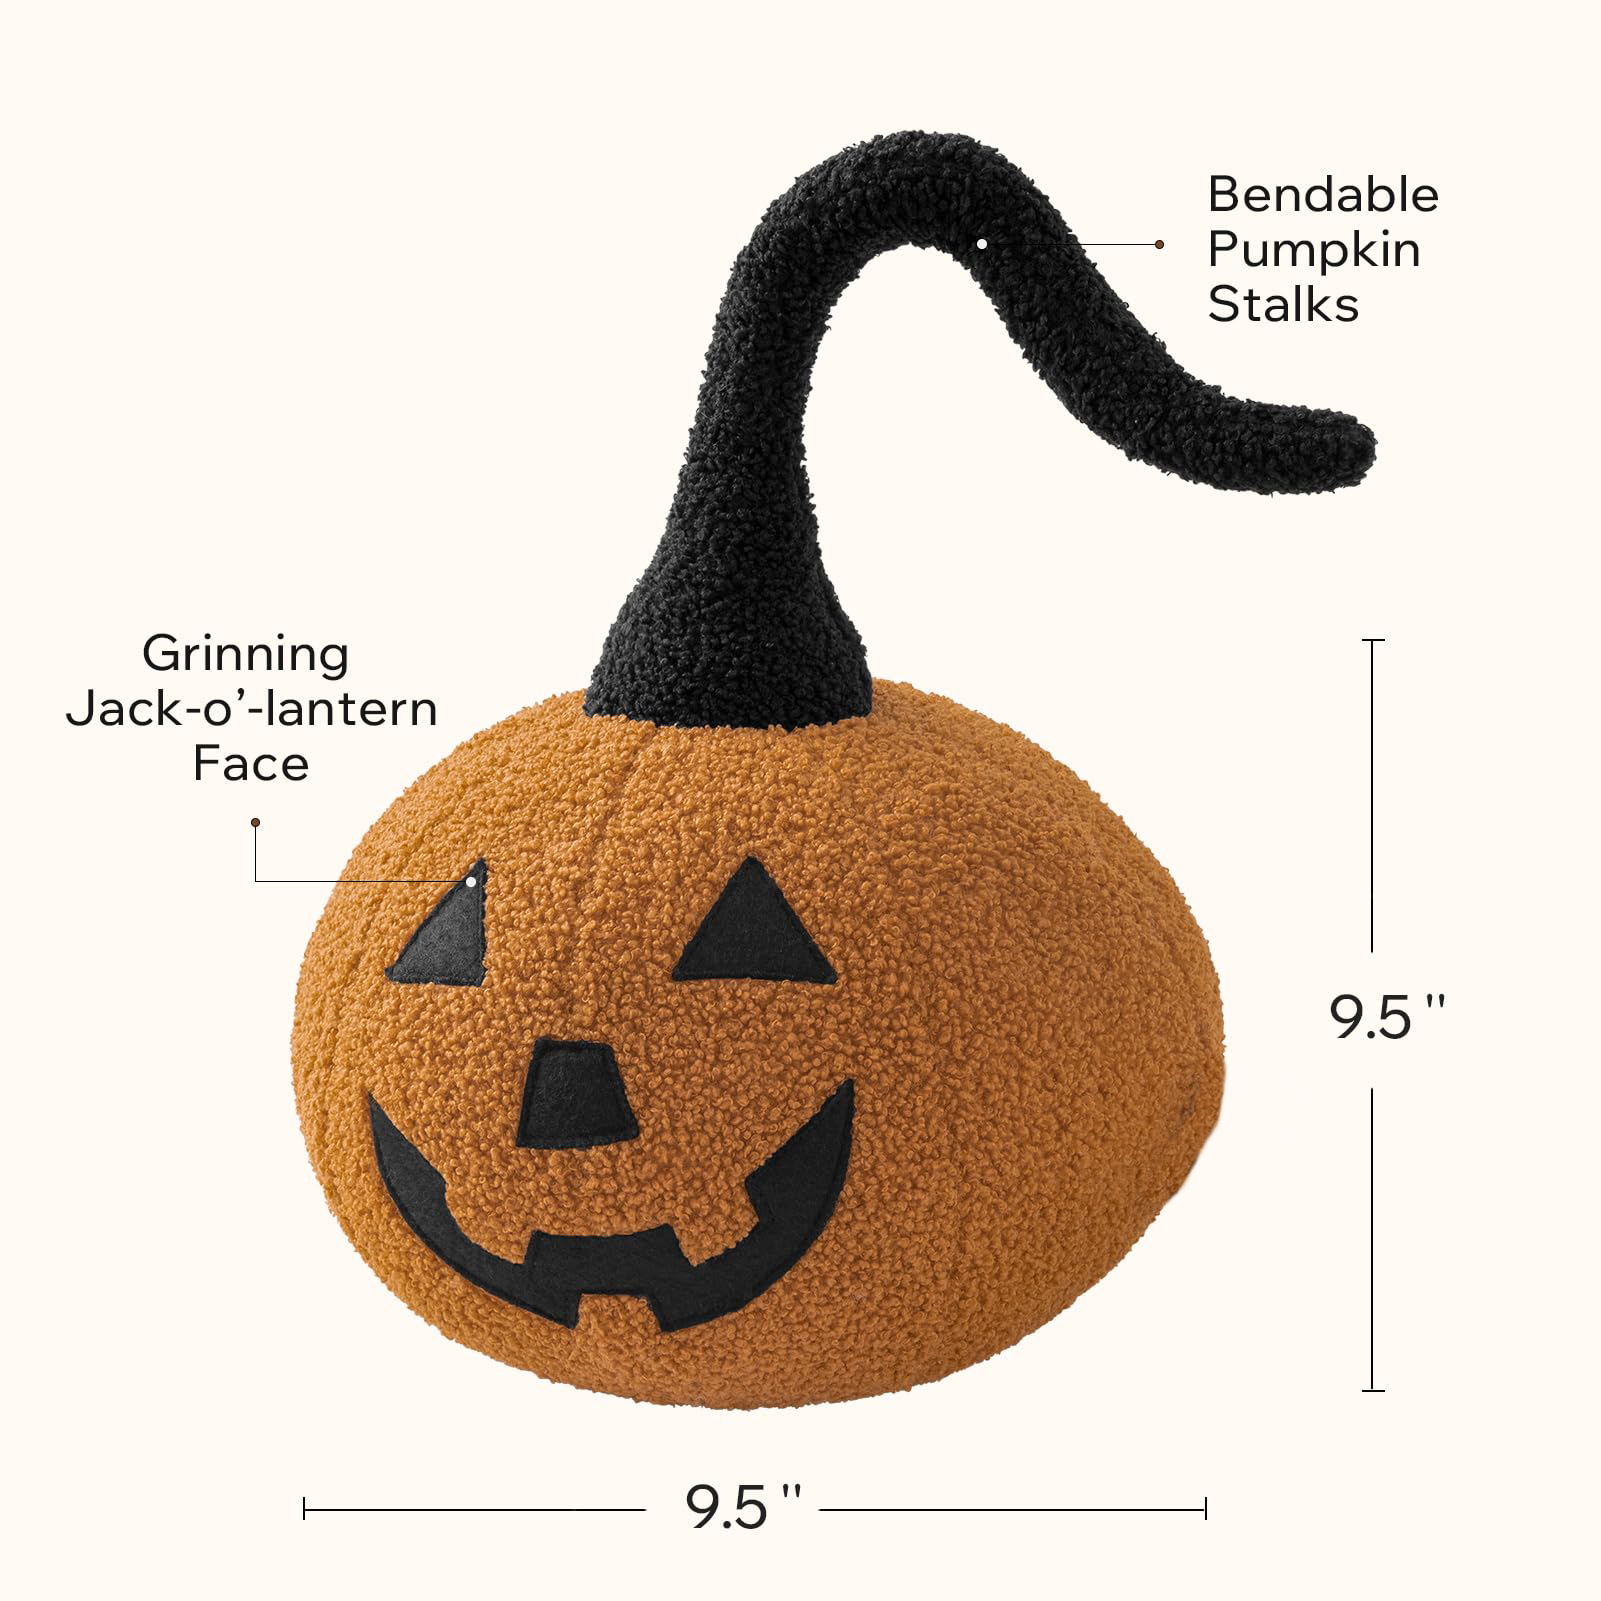 Bendable
Pumpkin
Stalks
Grinning
Jack-o’-lantern
Face
9.5"
9.5"